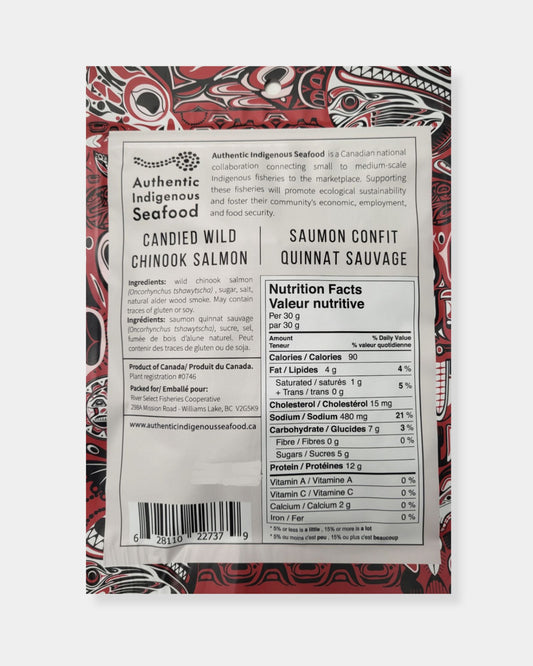 Authentic
Indigenous
Seafood
Authentic Indigenous Seafood is a Canadian national
collaboration connecting small to medium-scale
Indigenous fisheries to the marketplace. Supporting
these fisheries will promote ecological sustainability
and foster their community's economic, employment,
and food security.
CANDIED WILD
CHINOOK SALMON
SAUMON CONFIT
QUINNAT SAUVAGE
Ingredients: wild chinook salmon
(Oncorhynchus tshawytscha) , sugar, salt,
natural alder wood smoke. May contain
traces of gluten or soy.
Ingrédients: saumon quinnat sauvage
(Oncorhynchus tshawytscha), sucre, sel,
fumée de bois d'aulne naturel. Peut
contenir des traces de gluten ou de soja.
Product of Canada/ Produit du Canada.
Plant registration #0746
Packed for/ Emballé pour:
River Select Fisheries Cooperative
298A Mission Road - Williams Lake, BC V2G5K9
www.authenticindigenousseafood.ca
6 28110 22737 9
Nutrition Facts
Valeur nutritive
Per 30 g
par 30 g
Amount % Daily Value
Teneur % valeur quotidienne
Calories / Calories 90
Fat / Lipides 4 g 4 %
Saturated / saturés 1 g
+ Trans / trans 0 g 5 %
Cholesterol / Cholestérol 15 mg
Sodium / Sodium 480 mg 21 %
Carbohydrate / Glucides 7 g 3 %
Fibre / Fibres 0 g 0 %
Sugars / Sucres 5 g
Protein / Protéines 12 g
Vitamin A / Vitamine A 0 %
Vitamin C / Vitamine C 0 %
Calcium / Calcium 2 g 0 %
Iron / Fer 0 %
* 5% or less is a little , 15% or more is a lot
* 5% ou moins c'est peu , 15% ou plus c'est beaucoup